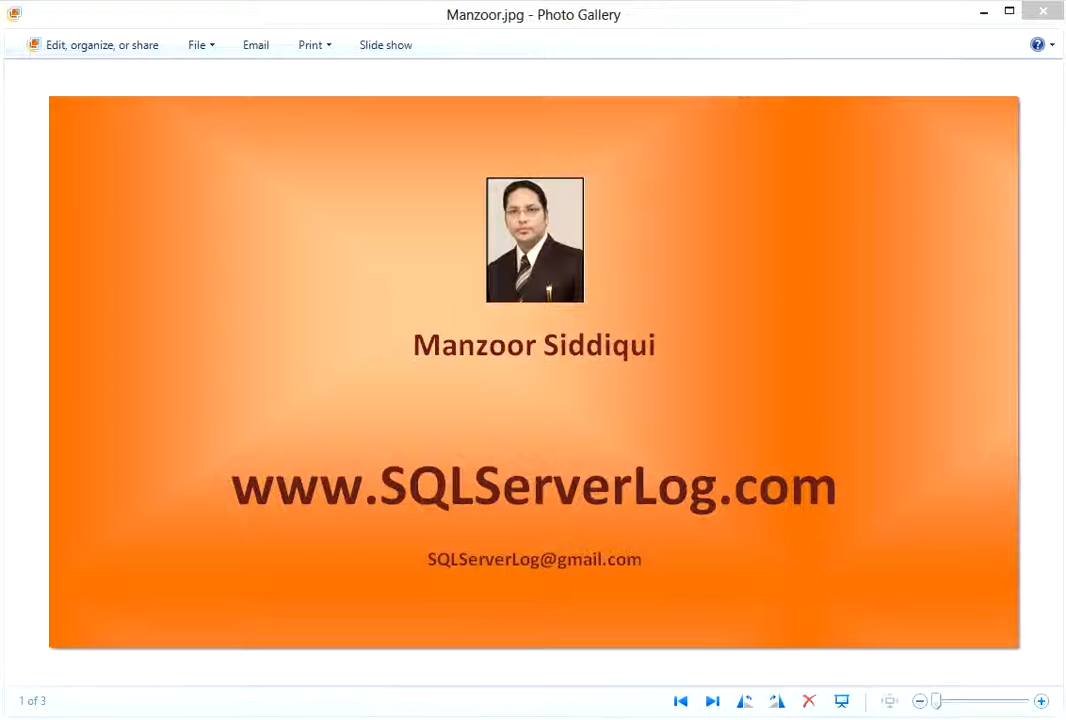 Manzoor.jpg - Photo Gallery
Edit, organize, or share File Email Print Slide show
Manzoor Siddiqui
www.SQLServerLog.com
SQLServerLog@gmail.com
1 of 3